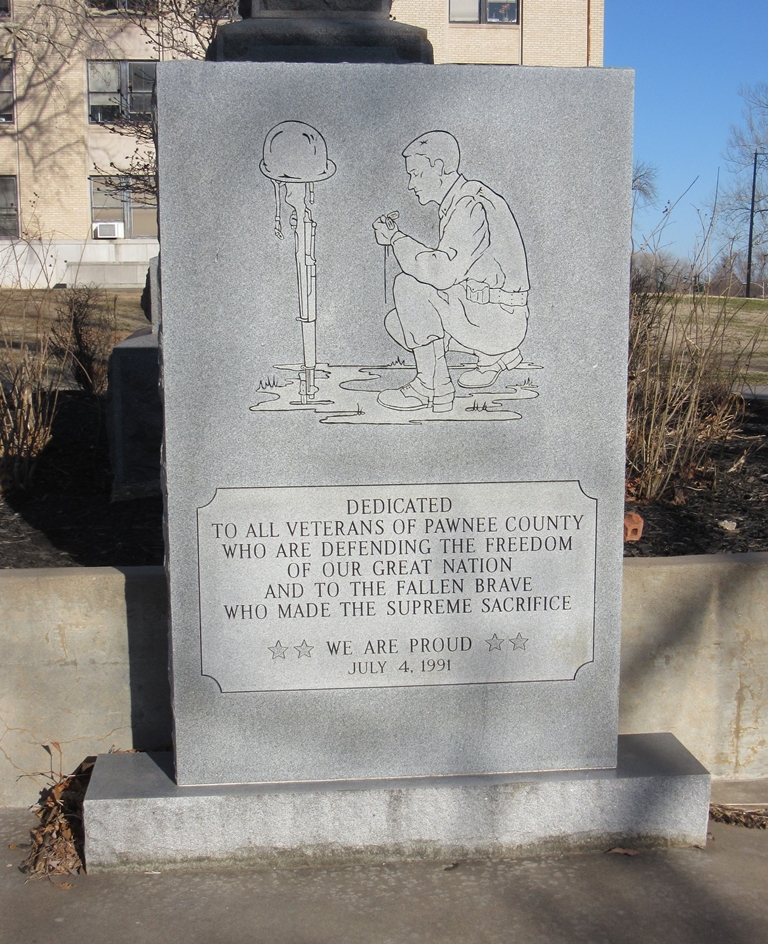 DEDICATED
TO ALL VETERANS OF PAWNEE COUNTY
WHO ARE DEFENDING THE FREEDOM
OF OUR GREAT NATION
AND TO THE FALLEN BRAVE
WHO MADE THE SUPREME SACRIFICE
WE ARE PROUD
JULY 4, 1991